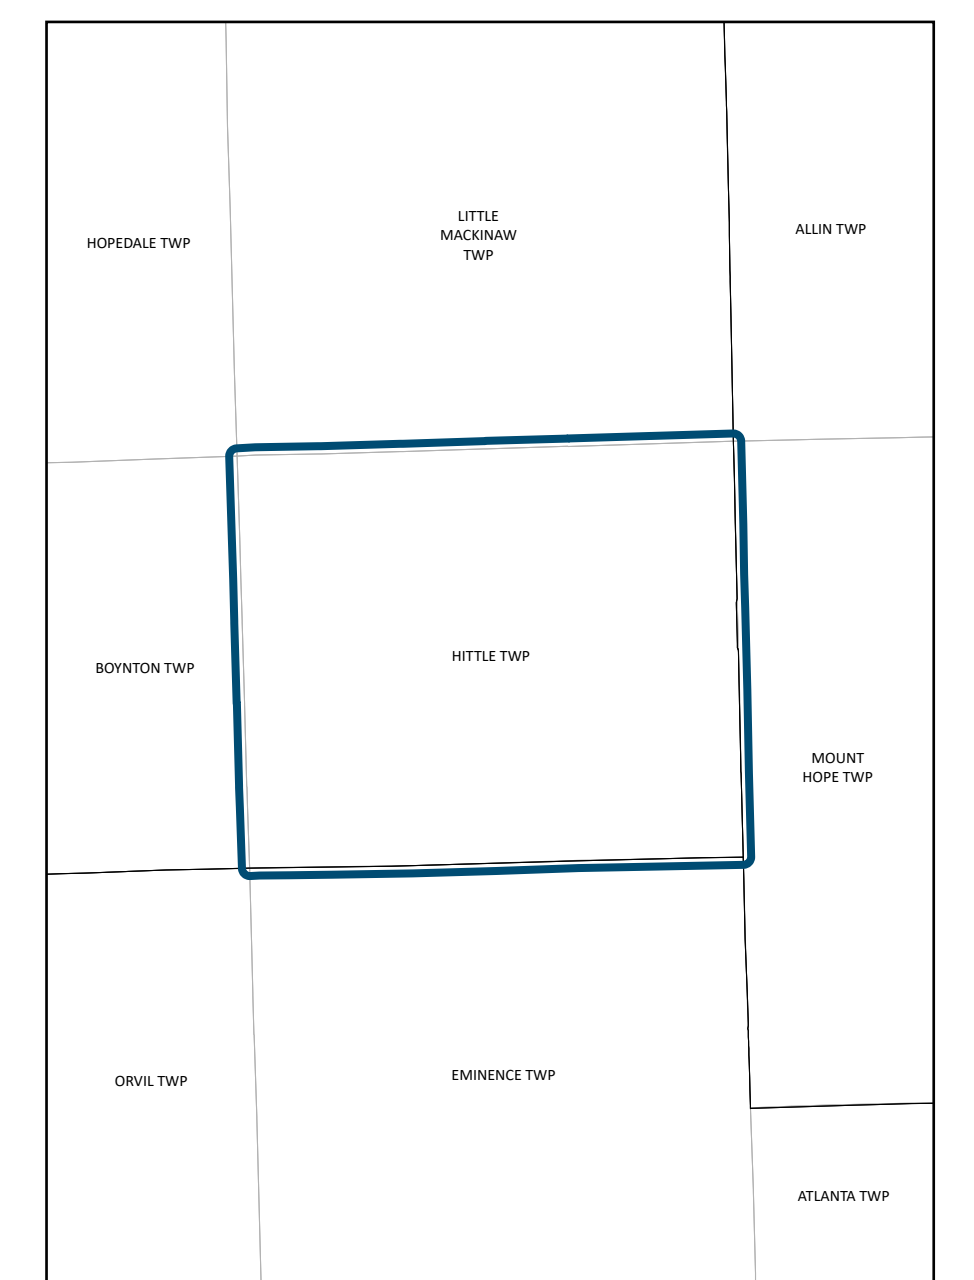 LITTLE
MACKINAW
TWP
ALLIN TWP
HOPEDALE TWP
HITTLE TWP
BOYNTON TWP
MOUNT
HOPE TWP
EMINENCE TWP
ORVIL TWP
ATLANTA TWP